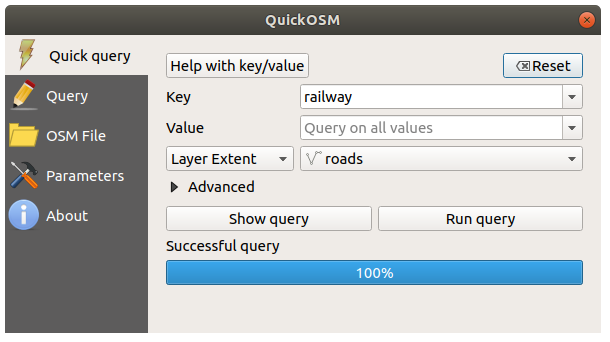 QuickOSM
Quick query
Query
OSM File
Parameters
About
Help with key/value
Reset
Key
railway
Value
Query on all values
Layer Extent
roads
Advanced
Show query
Run query
Successful query
100%